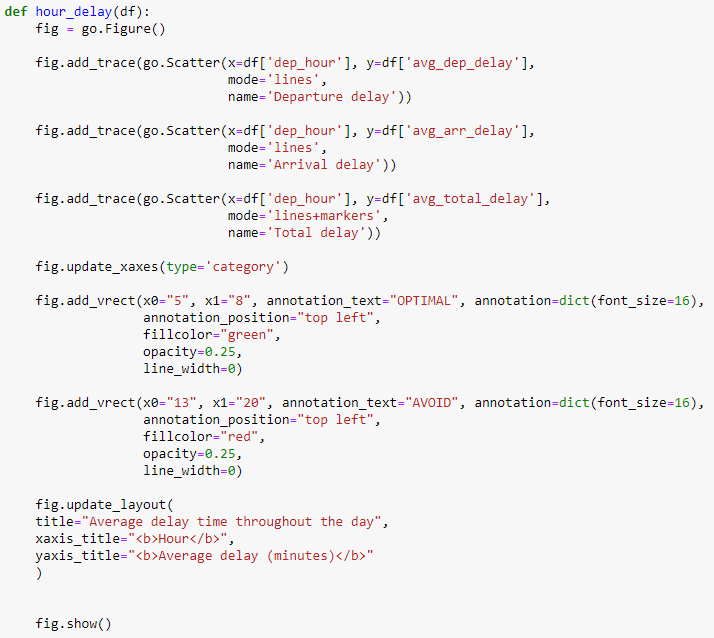 def hour_delay(df):
    fig = go.Figure()

    fig.add_trace(go.Scatter(x=df['dep_hour'], y=df['avg_dep_delay'],
                             mode='lines',
                             name='Departure delay'))

    fig.add_trace(go.Scatter(x=df['dep_hour'], y=df['avg_arr_delay'],
                             mode='lines',
                             name='Arrival delay'))

    fig.add_trace(go.Scatter(x=df['dep_hour'], y=df['avg_total_delay'],
                             mode='lines+markers',
                             name='Total delay'))

    fig.update_xaxes(type='category')

    fig.add_vrect(x0="5", x1="8", annotation_text="OPTIMAL", annotation=dict(font_size=16),
                  annotation_position="top left",
                  fillcolor="green",
                  opacity=0.25,
                  line_width=0)

    fig.add_vrect(x0="13", x1="20", annotation_text="AVOID", annotation=dict(font_size=16),
                  annotation_position="top left",
                  fillcolor="red",
                  opacity=0.25,
                  line_width=0)

    fig.update_layout(
    title="Average delay time throughout the day",
    xaxis_title="<b>Hour</b>",
    yaxis_title="<b>Average delay (minutes)</b>"
    )


    fig.show()